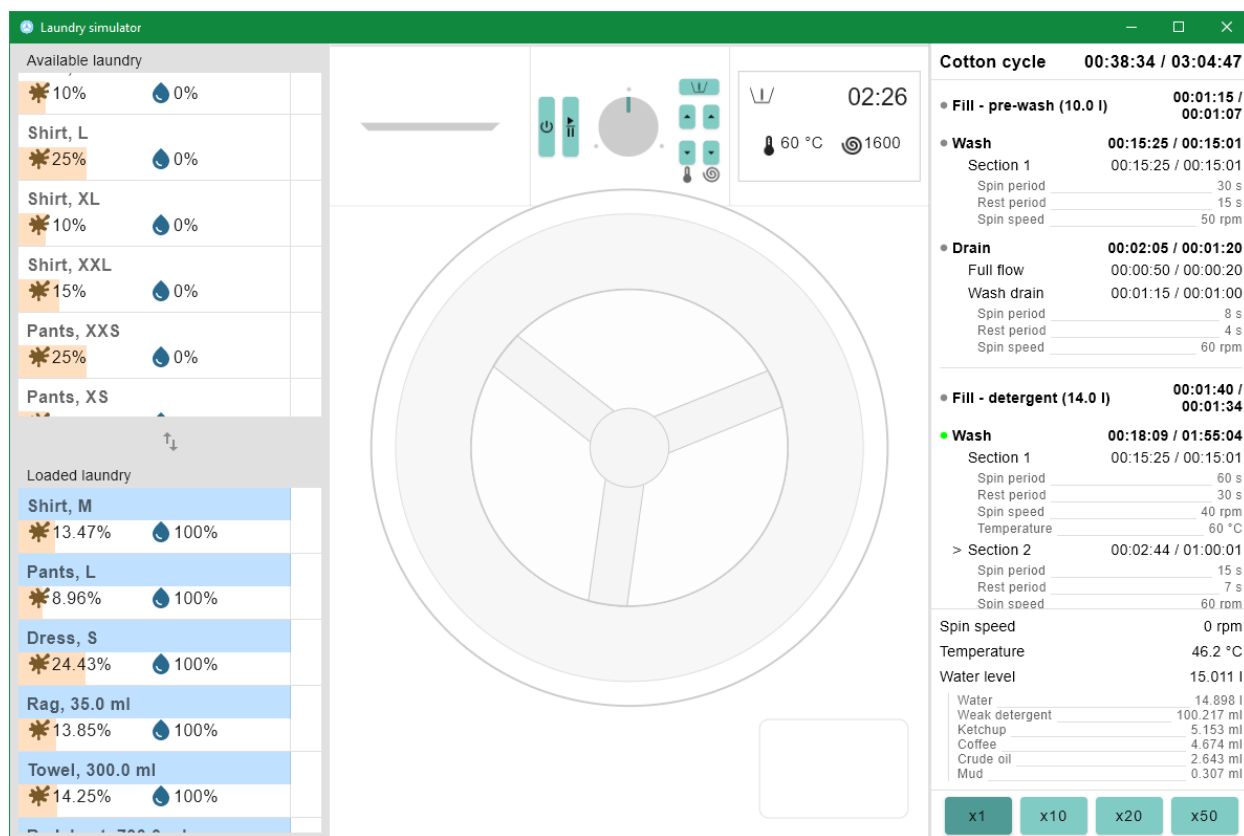 Laundry simulator
Available laundry
10% 0%
Shirt, L
25% 0%
Shirt, XL
10% 0%
Shirt, XXL
15% 0%
Pants, XXS
25% 0%
Pants, XS
Loaded laundry
Shirt, M
13.47% 100%
Pants, L
8.96% 100%
Dress, S
24.43% 100%
Rag, 35.0 ml
13.85% 100%
Towel, 300.0 ml
14.25% 100%
02:26
60 °C 1600
Cotton cycle 00:38:34 / 03:04:47
Fill - pre-wash (10.0 l) 00:01:15 /
00:01:07
Wash 00:15:25 / 00:15:01
Section 1 00:15:25 / 00:15:01
Spin period 30 s
Rest period 15 s
Spin speed 50 rpm
Drain 00:02:05 / 00:01:20
Full flow 00:00:50 / 00:00:20
Wash drain 00:01:15 / 00:01:00
Spin period 8 s
Rest period 4 s
Spin speed 60 rpm
Fill - detergent (14.0 l) 00:01:40 /
00:01:34
Wash 00:18:09 / 01:55:04
Section 1 00:15:25 / 00:15:01
Spin period 60 s
Rest period 30 s
Spin speed 40 rpm
Temperature 60 °C
> Section 2 00:02:44 / 01:00:01
Spin period 15 s
Rest period 7 s
Spin speed 60 rpm
Spin speed 0 rpm
Temperature 46.2 °C
Water level 15.011 l
Water 14.898 l
Weak detergent 100.217 ml
Ketchup 5.153 ml
Coffee 4.674 ml
Crude oil 2.643 ml
Mud 0.307 ml
x1 x10 x20 x50